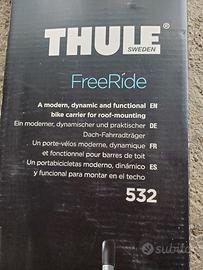 THULE
SWEDEN
FreeRide
A modern, dynamic and functional EN
bike carrier for roof-mounting
Ein moderner, dynamischer und praktischer DE
Dach-Fahrradträger
Un porte-vélos moderne, dynamique FR
et fonctionnel pour barres de toit
Un portabicicletas moderno, dinámico ES
y funcional para montar en el techo
532
subito